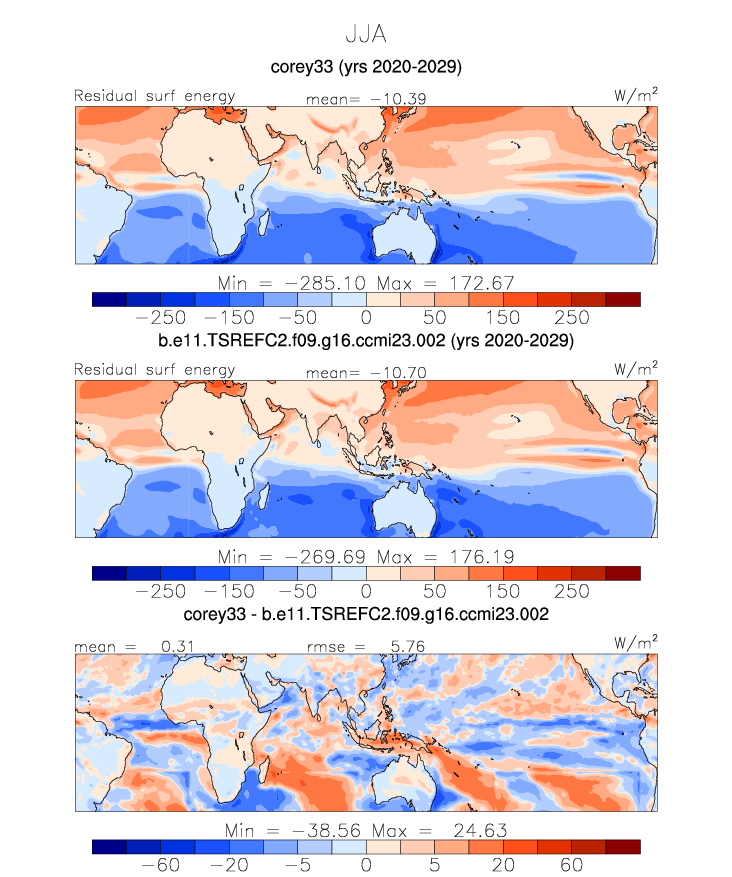 JJA
corey33 (yrs 2020-2029)
Residual surf energy mean= −10.39 W/m²
Min = −285.10 Max = 172.67
−250 −150 −50 0 50 150 250
b.e11.TSREFC2.f09.g16.ccmi23.002 (yrs 2020-2029)
Residual surf energy mean= −10.70 W/m²
Min = −269.69 Max = 176.19
−250 −150 −50 0 50 150 250
corey33 - b.e11.TSREFC2.f09.g16.ccmi23.002
mean = 0.31 rmse = 5.76 W/m²
Min = −38.56 Max = 24.63
−60 −20 −5 0 5 20 60